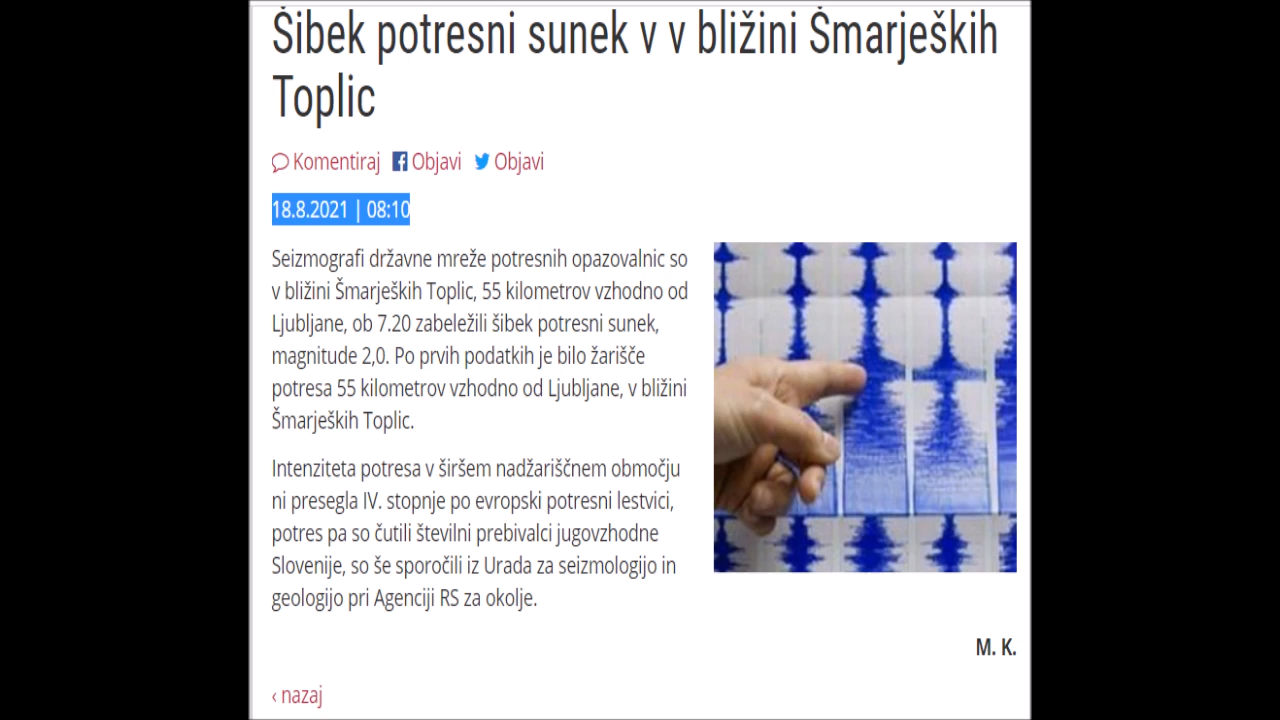 Šibek potresni sunek v v bližini Šmarjeških
Toplic
Komentiraj Objavi Objavi
18.8.2021 | 08:10
Seizmografi državne mreže potresnih opazovalnic so
v bližini Šmarjeških Toplic, 55 kilometrov vzhodno od
Ljubljane, ob 7.20 zabeležili šibek potresni sunek,
magnitude 2,0. Po prvih podatkih je bilo žarišče
potresa 55 kilometrov vzhodno od Ljubljane, v bližini
Šmarjeških Toplic.
Intenziteta potresa v širšem nadžariščnem območju
ni presegla IV. stopnje po evropski potresni lestvici,
potres pa so čutili številni prebivalci jugovzhodne
Slovenije, so še sporočili iz Urada za seizmologijo in
geologijo pri Agenciji RS za okolje.
M. K.
‹ nazaj